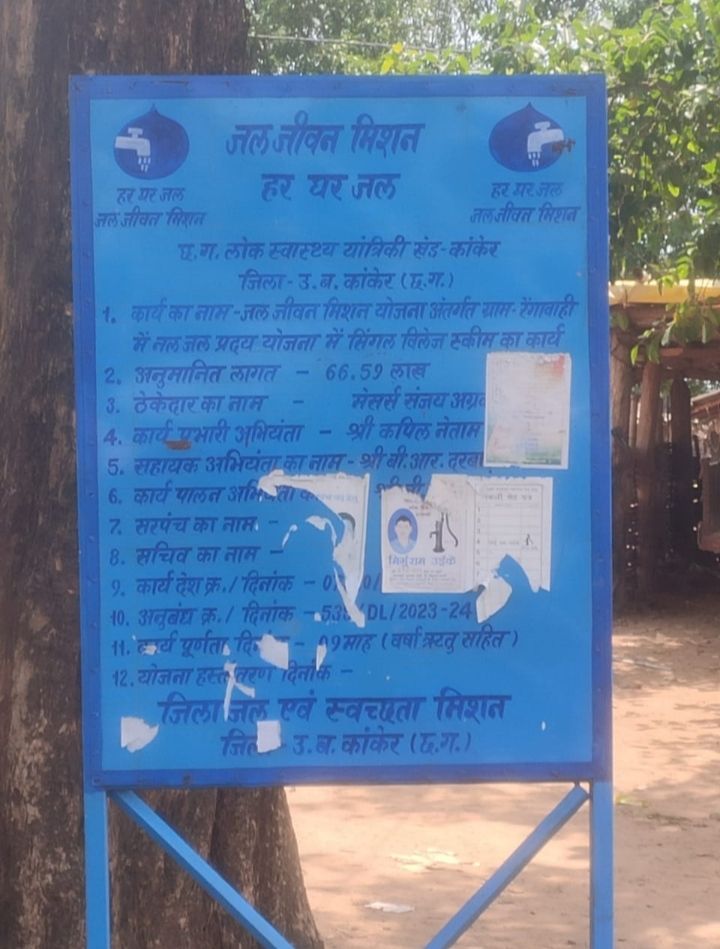 जल जीवन मिशन
हर घर जल
हर घर जल
जल जीवन मिशन
हर घर जल
जल जीवन मिशन
छ.ग. लोक स्वास्थ्य यांत्रिकी खंड-कांकेर
जिला - उ.ब. कांकेर (छ.ग.)
1. कार्य का नाम - जल जीवन मिशन योजना अंतर्गत ग्राम- रेंगावाही
में नल जल प्रदय योजना में सिंगल विलेज स्कीम का कार्य
2. अनुमानित लागत - 66.59 लाख
3. ठेकेदार का नाम - मेसर्स संजय
4. कार्य प्रभारी अभियंता - श्री कपिल नेताम
5. सहायक अभियंता का नाम - श्री बी.आर.
6. कार्य पालन
7. सरपंच का नाम -
8. सचिव का नाम -
मिर्गुराम उईके
9. कार्य देश क्र./ दिनांक -
10. अनुबंध क्र./ दिनांक - DL/2023-24
11. कार्य पूर्णता - 09 माह (वर्षा ऋतु सहित)
12. योजना दिनांक -
जिला जल एवं स्वच्छता मिशन
जिला - उ.ब. कांकेर (छ.ग.)